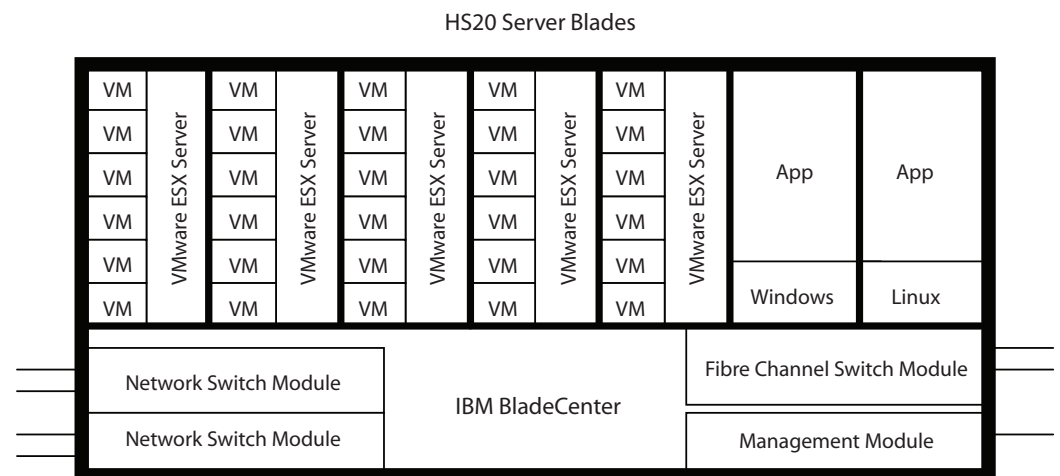 HS20 Server Blades
VM VM VM VM VM
VM VM VM VM VM
VM VM VM VM VM
VM VM VM VM VM
VM VM VM VM VM
VM VM VM VM VM
VMware ESX Server
VMware ESX Server
VMware ESX Server
VMware ESX Server
VMware ESX Server
App App
Windows Linux
Network Switch Module
Network Switch Module
IBM BladeCenter
Fibre Channel Switch Module
Management Module